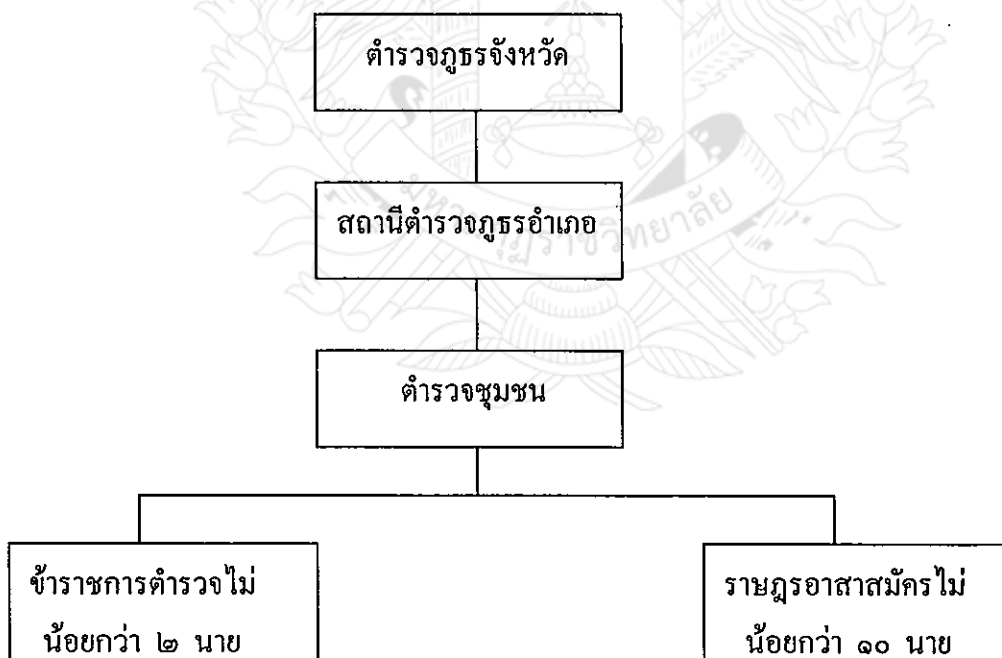 ตำรวจภูธรจังหวัด
สถานีตำรวจภูธรอำเภอ
ตำรวจชุมชน
ข้าราชการตำรวจไม่
น้อยกว่า ๒ นาย
ราษฎรอาสาสมัครไม่
น้อยกว่า ๑๐ นาย